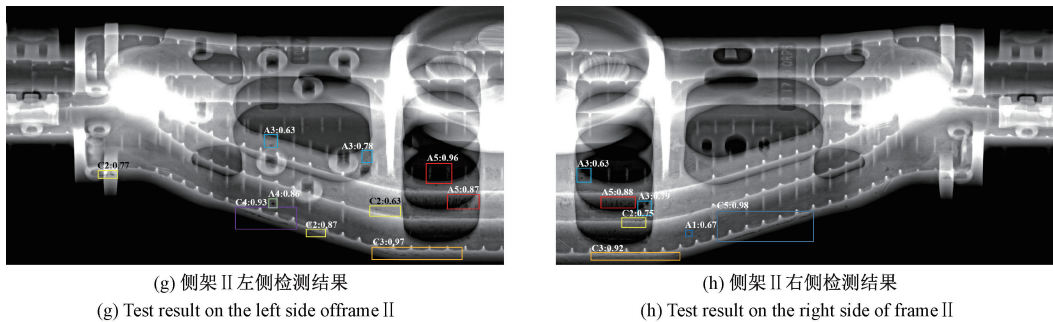 A3:0.63
A3:0.78
C2:0.77
A5:0.96
A4:0.86
A5:0.87
C4:0.93
C2:0.63
C2:0.87
C3:0.97
A3:0.63
A5:0.88
A3:0.79
C5:0.98
C2:0.75
A1:0.67
C3:0.92
(g) 侧架Ⅱ左侧检测结果
(g) Test result on the left side offrameⅡ
(h) 侧架Ⅱ右侧检测结果
(h) Test result on the right side of frameⅡ